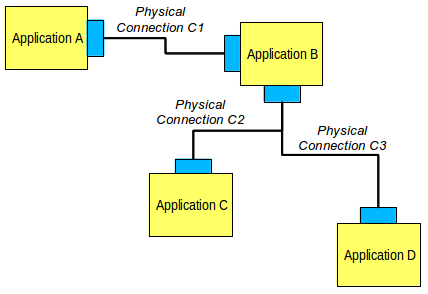 Physical
Connection C1
Application A
Application B
Physical
Connection C2
Physical
Connection C3
Application C
Application D